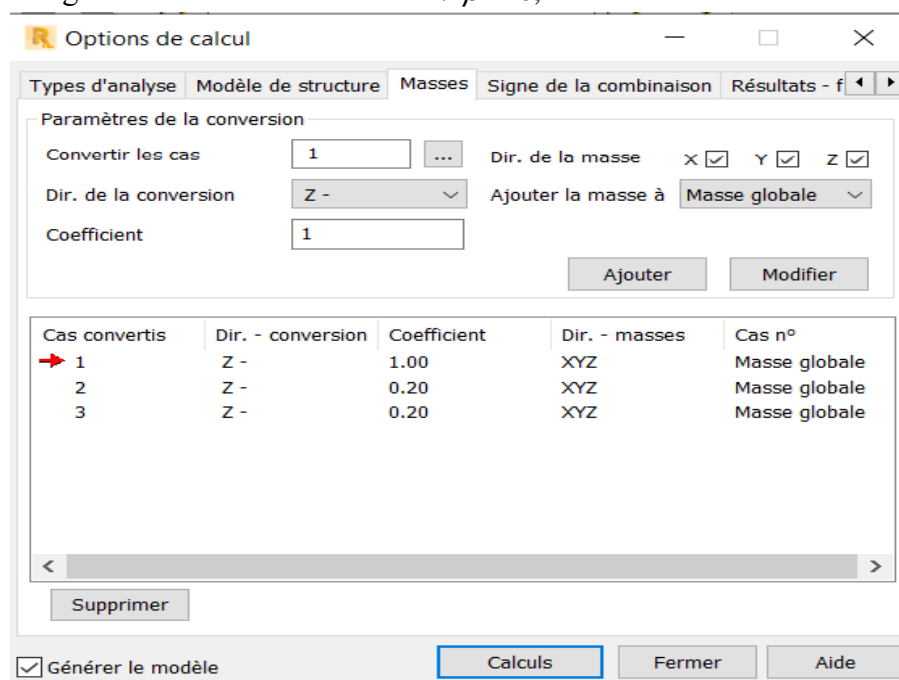 Options de calcul
Types d'analyse Modèle de structure Masses Signe de la combinaison Résultats - f
Paramètres de la conversion
Convertir les cas 1 ... Dir. de la masse X Y Z
Dir. de la conversion Z - Ajouter la masse à Masse globale
Coefficient 1
Ajouter Modifier
Cas convertis Dir. - conversion Coefficient Dir. - masses Cas n°
1 Z - 1.00 XYZ Masse globale
2 Z - 0.20 XYZ Masse globale
3 Z - 0.20 XYZ Masse globale
Supprimer
Générer le modèle Calculs Fermer Aide